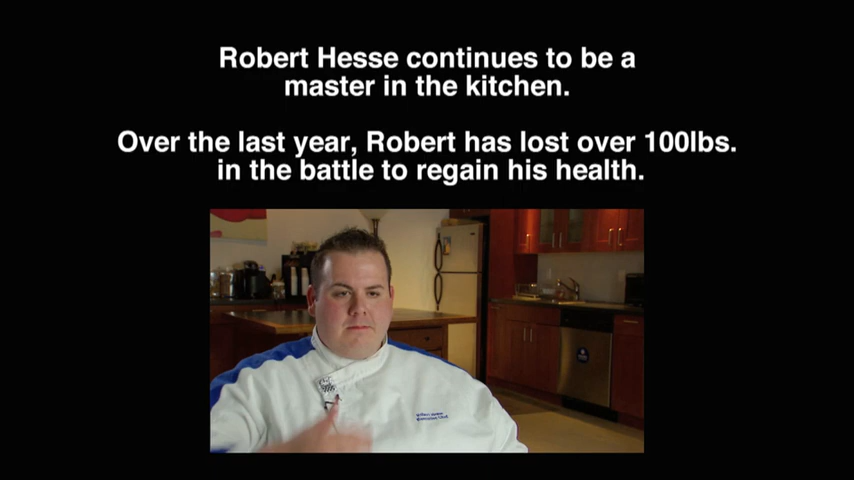 Robert Hesse continues to be a
master in the kitchen.
Over the last year, Robert has lost over 100lbs.
in the battle to regain his health.